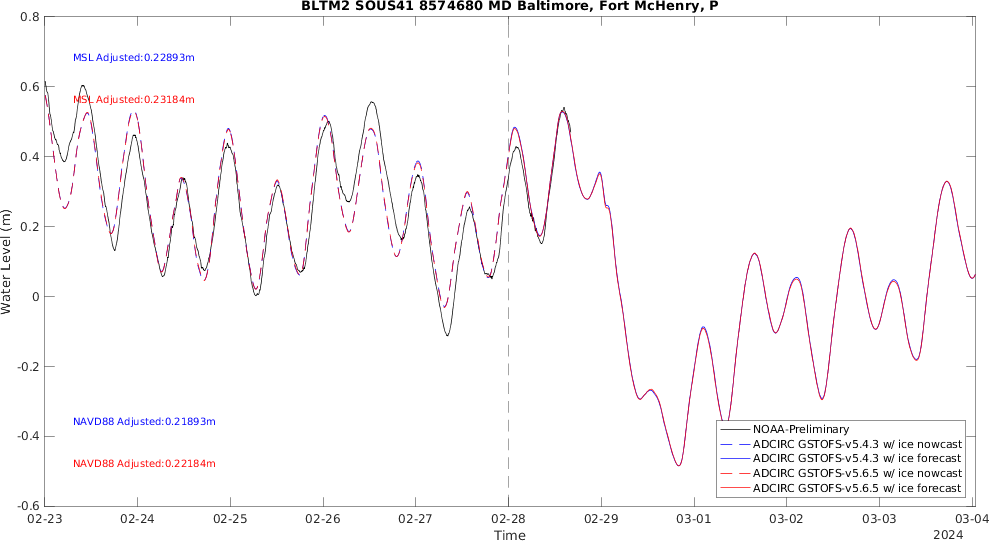 BLTM2 SOUS41 8574680 MD Baltimore, Fort McHenry, P
0.8
0.6
0.4
0.2
0
-0.2
-0.4
-0.6
Water Level (m)
MSL Adjusted:0.22893m
MSL Adjusted:0.23184m
NAVD88 Adjusted:0.21893m
NAVD88 Adjusted:0.22184m
NOAA-Preliminary
ADCIRC GSTOFS-v5.4.3 w/ ice nowcast
ADCIRC GSTOFS-v5.4.3 w/ ice forecast
ADCIRC GSTOFS-v5.6.5 w/ ice nowcast
ADCIRC GSTOFS-v5.6.5 w/ ice forecast
02-23 02-24 02-25 02-26 02-27 02-28 02-29 03-01 03-02 03-03 03-04
Time
2024